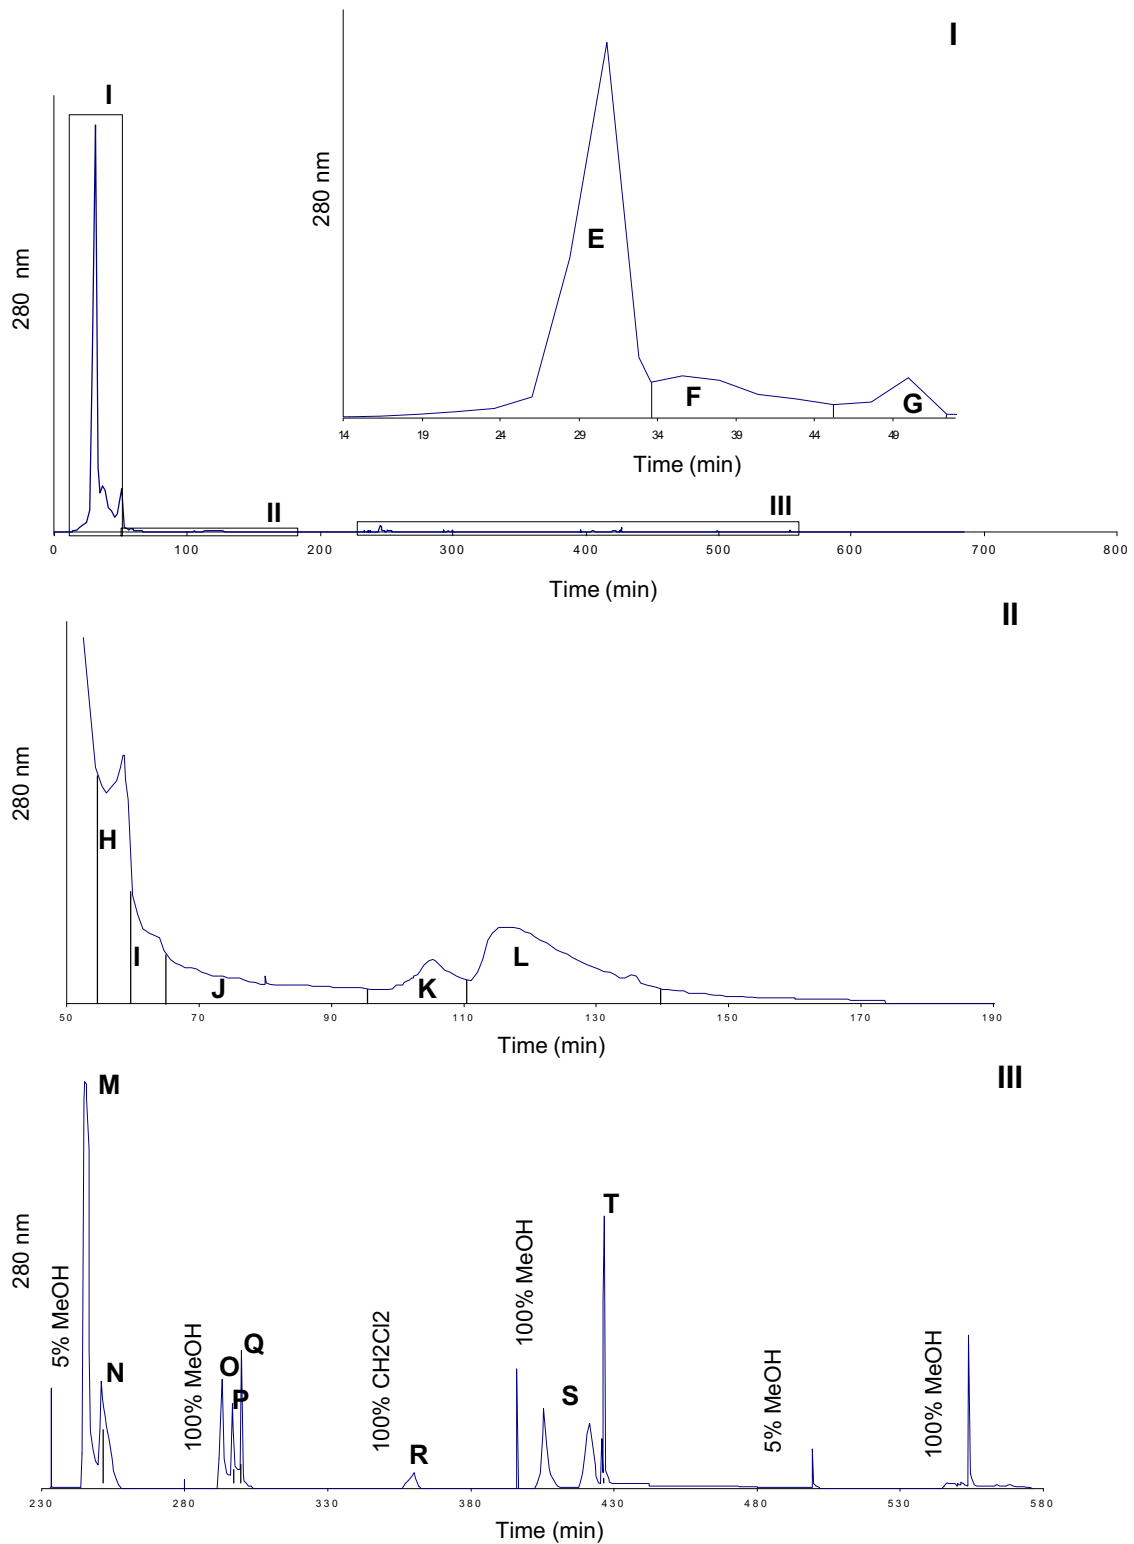 I
I
280 nm
E
F
G
14 19 24 29 34 39 44 49
Time (min)
280 nm
II
III
0 100 200 300 400 500 600 700 800
Time (min)
II
280 nm
H
I
J
K
L
50 70 90 110 130 150 170 190
Time (min)
III
280 nm
5% MeOH
M
N
100% MeOH
O
P
Q
100% CH2Cl2
R
100% MeOH
S
T
5% MeOH
100% MeOH
230 280 330 380 430 480 530 580
Time (min)